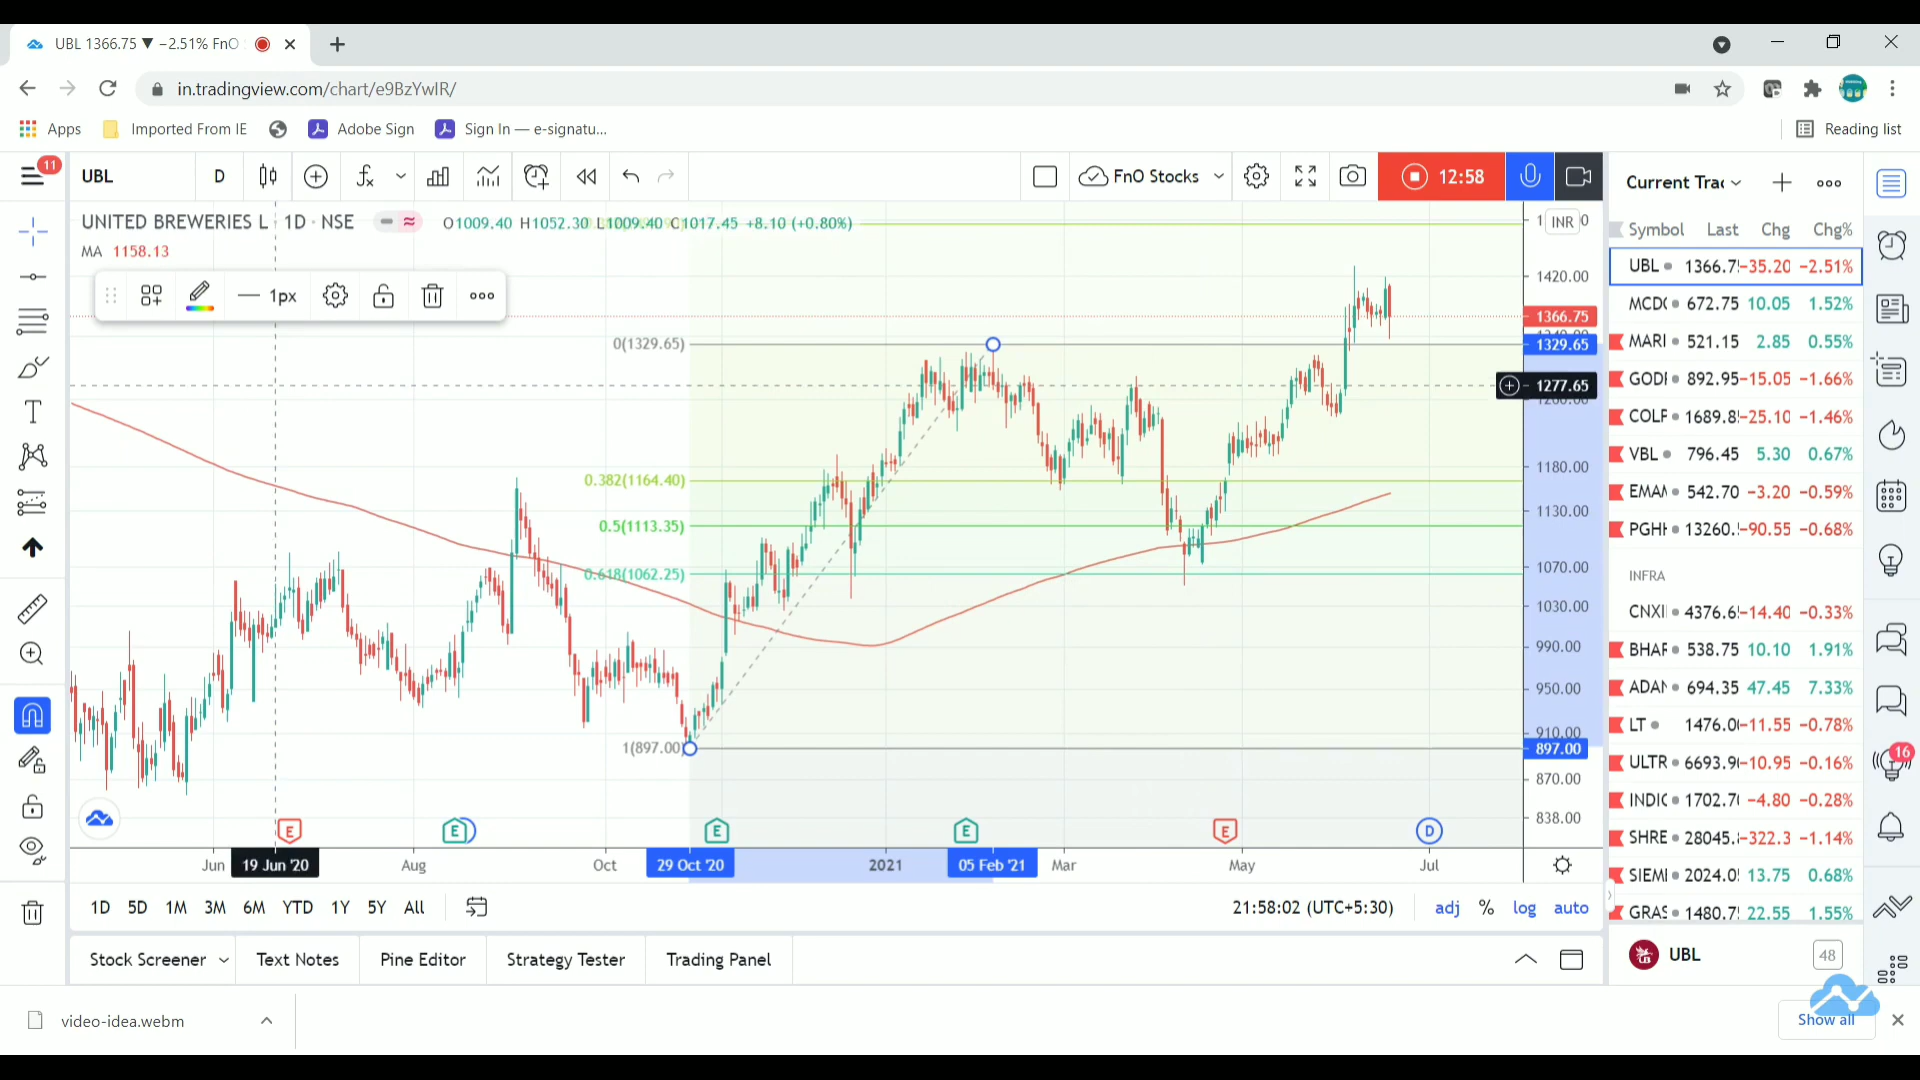 UBL 1366.75 ▼ −2.51% FnO
in.tradingview.com/chart/e9BzYwIR/
Apps Imported From IE Adobe Sign Sign In — e-signatu... Reading list
11 UBL D FnO Stocks 12:58 Current Trac
UNITED BREWERIES L · 1D · NSE O1009.40 H1052.30 L1009.40 C1017.45 +8.10 (+0.80%) INR
MA 1158.13
1px
Symbol Last Chg Chg%
UBL 1366.7 −35.20 −2.51%
MCD 672.75 10.05 1.52%
MARI 521.15 2.85 0.55%
GOD 892.95 −15.05 −1.66%
COLF 1689.8 −25.10 −1.46%
VBL 796.45 5.30 0.67%
EMAN 542.70 −3.20 −0.59%
PGHH 13260. −90.55 −0.68%
INFRA
CNXI 4376.6 −14.40 −0.33%
BHAF 538.75 10.10 1.91%
ADAN 694.35 47.45 7.33%
LT 1476.0 −11.55 −0.78%
ULTR 6693.9 −10.95 −0.16%
INDIC 1702.7 −4.80 −0.28%
SHRE 28045. −322.3 −1.14%
SIEM 2024.0 13.75 0.68%
GRAS 1480.7 22.55 1.55%
0(1329.65)
0.382(1164.40)
0.5(1113.35)
0.618(1062.25)
1(897.00)
1420.00
1366.75
1329.65
1277.65
1180.00
1130.00
1070.00
1030.00
990.00
950.00
910.00
897.00
870.00
838.00
E E E E E D
Jun 19 Jun '20 Aug Oct 29 Oct '20 2021 05 Feb '21 Mar May Jul
16
1D 5D 1M 3M 6M YTD 1Y 5Y All 21:58:02 (UTC+5:30) adj % log auto
Stock Screener Text Notes Pine Editor Strategy Tester Trading Panel
UBL 48
video-idea.webm Show all